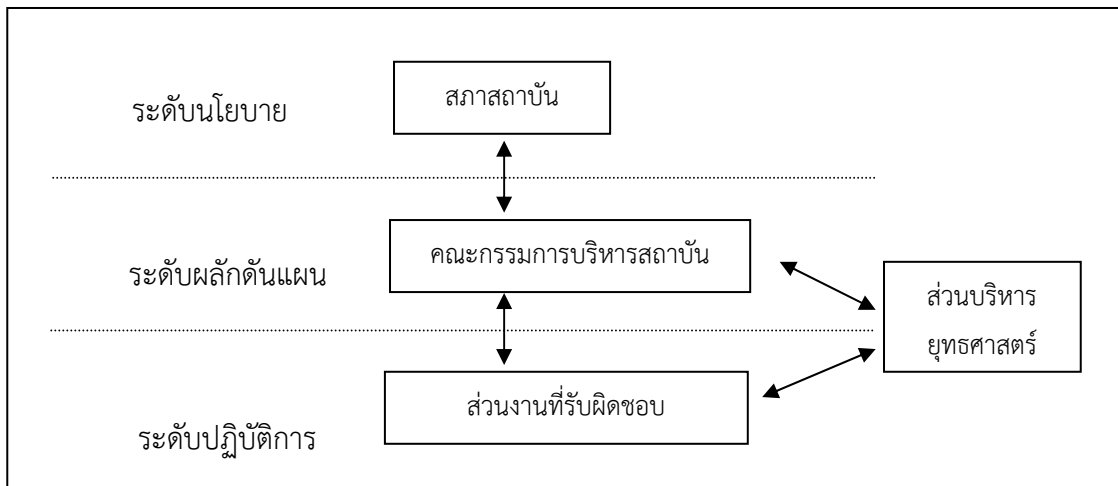 สภาสถาบัน
ระดับนโยบาย
คณะกรรมการบริหารสถาบัน
ระดับผลักดันแผน
ส่วนบริหาร
ยุทธศาสตร์
ส่วนงานที่รับผิดชอบ
ระดับปฏิบัติการ